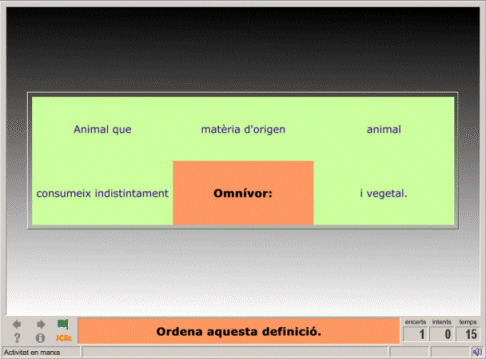 Animal que
matèria d'origen
animal
consumeix indistintament
Omnívor:
i vegetal.
Ordena aquesta definició.
encerts
intents
temps
1
0
15
?
JClic
Activitat en marxa